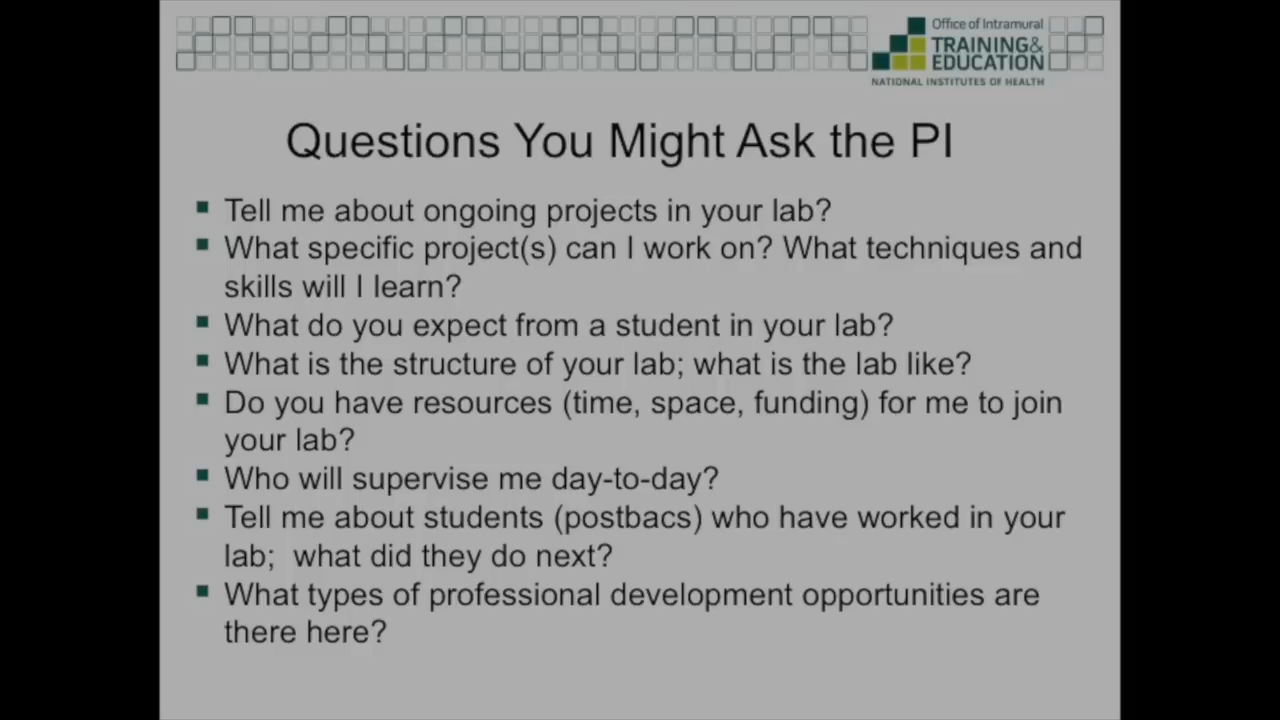 Office of Intramural
TRAINING&
EDUCATION
NATIONAL INSTITUTES OF HEALTH
Questions You Might Ask the PI
Tell me about ongoing projects in your lab?
What specific project(s) can I work on? What techniques and
skills will I learn?
What do you expect from a student in your lab?
What is the structure of your lab; what is the lab like?
Do you have resources (time, space, funding) for me to join
your lab?
Who will supervise me day-to-day?
Tell me about students (postbacs) who have worked in your
lab;  what did they do next?
What types of professional development opportunities are
there here?